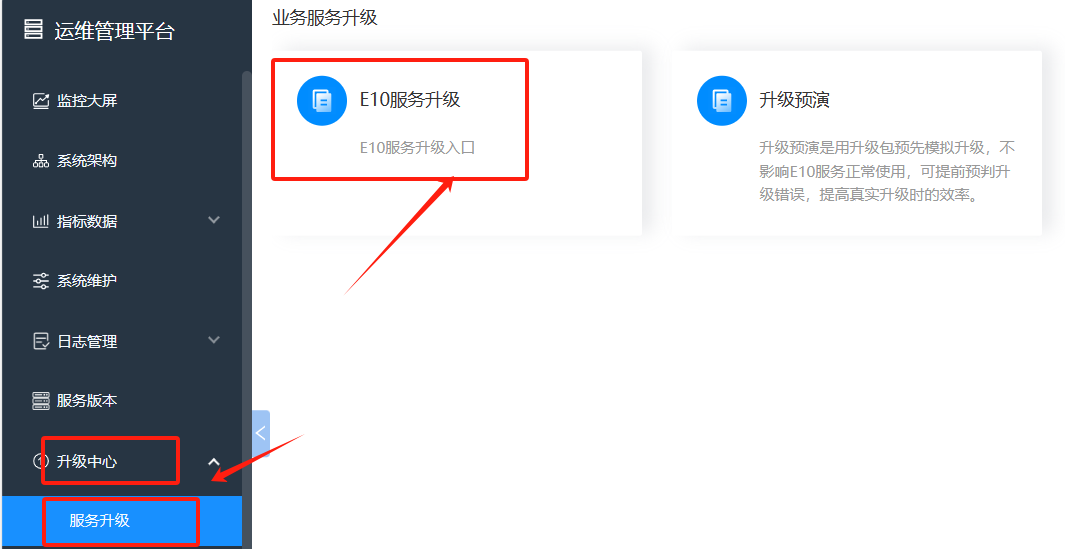 运维管理平台
监控大屏
系统架构
指标数据
系统维护
日志管理
服务版本
升级中心
服务升级
业务服务升级
E10服务升级
E10服务升级入口
升级预演
升级预演是用升级包预先模拟升级，不
影响E10服务正常使用，可提前预判升
级错误，提高真实升级时的效率。